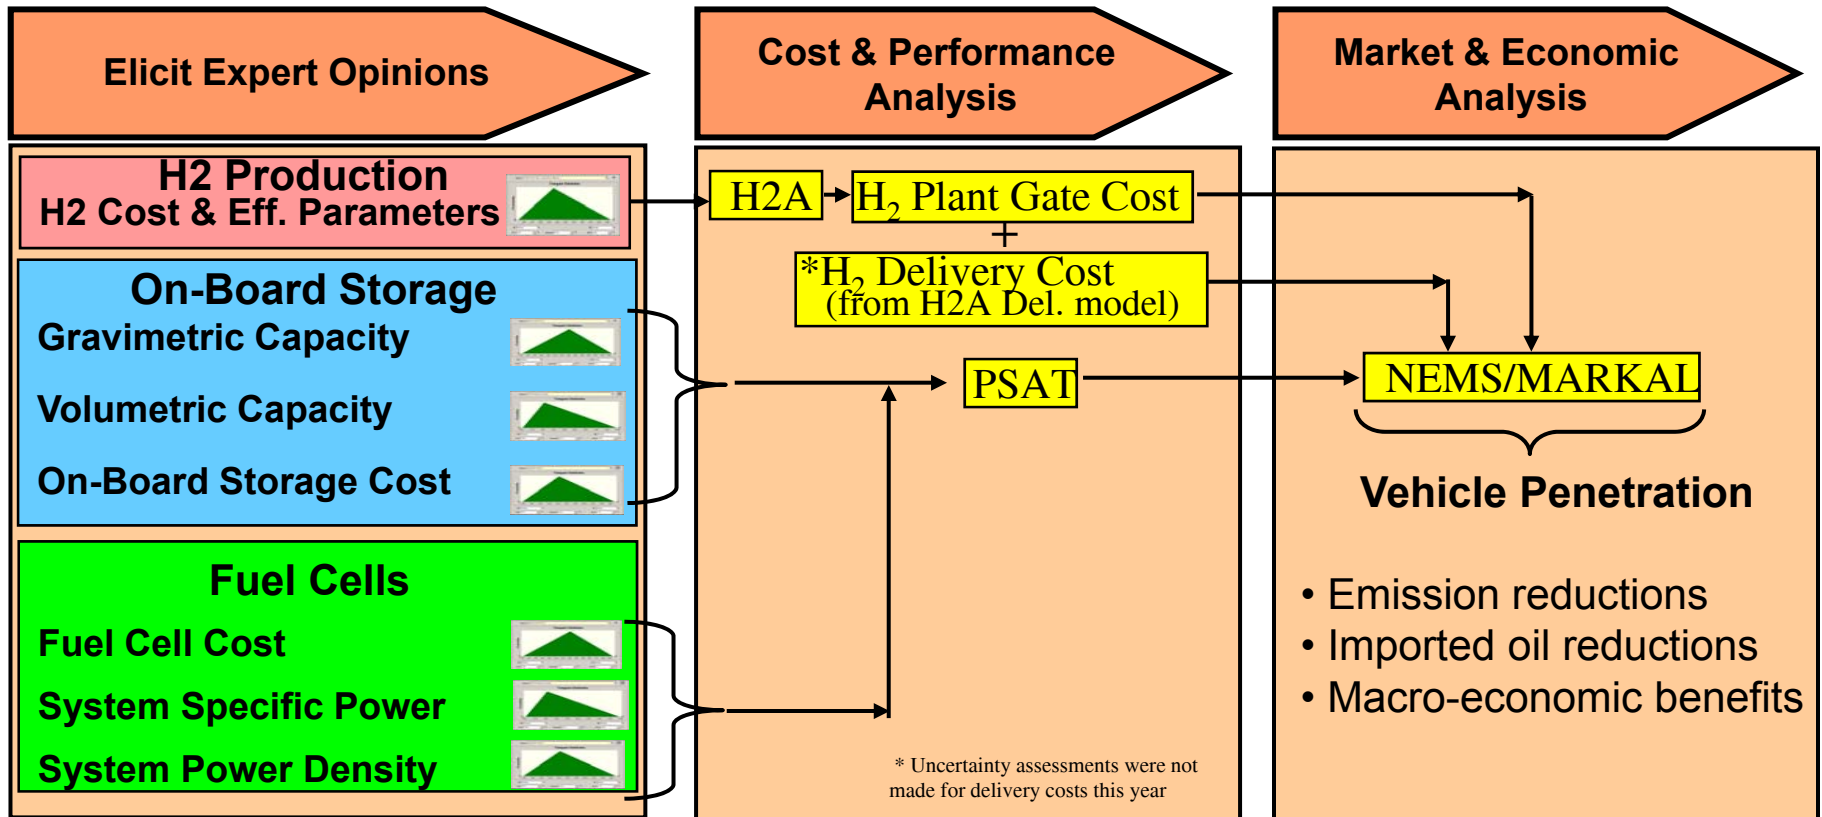 Elicit Expert Opinions
Cost & Performance
Analysis
Market & Economic
Analysis
H2 Production
H2 Cost & Eff. Parameters
On-Board Storage
Gravimetric Capacity
Volumetric Capacity
On-Board Storage Cost
Fuel Cells
Fuel Cell Cost
System Specific Power
System Power Density
H2A
H₂ Plant Gate Cost
+
*H₂ Delivery Cost
(from H2A Del. model)
PSAT
* Uncertainty assessments were not
made for delivery costs this year
NEMS/MARKAL
Vehicle Penetration
• Emission reductions
• Imported oil reductions
• Macro-economic benefits